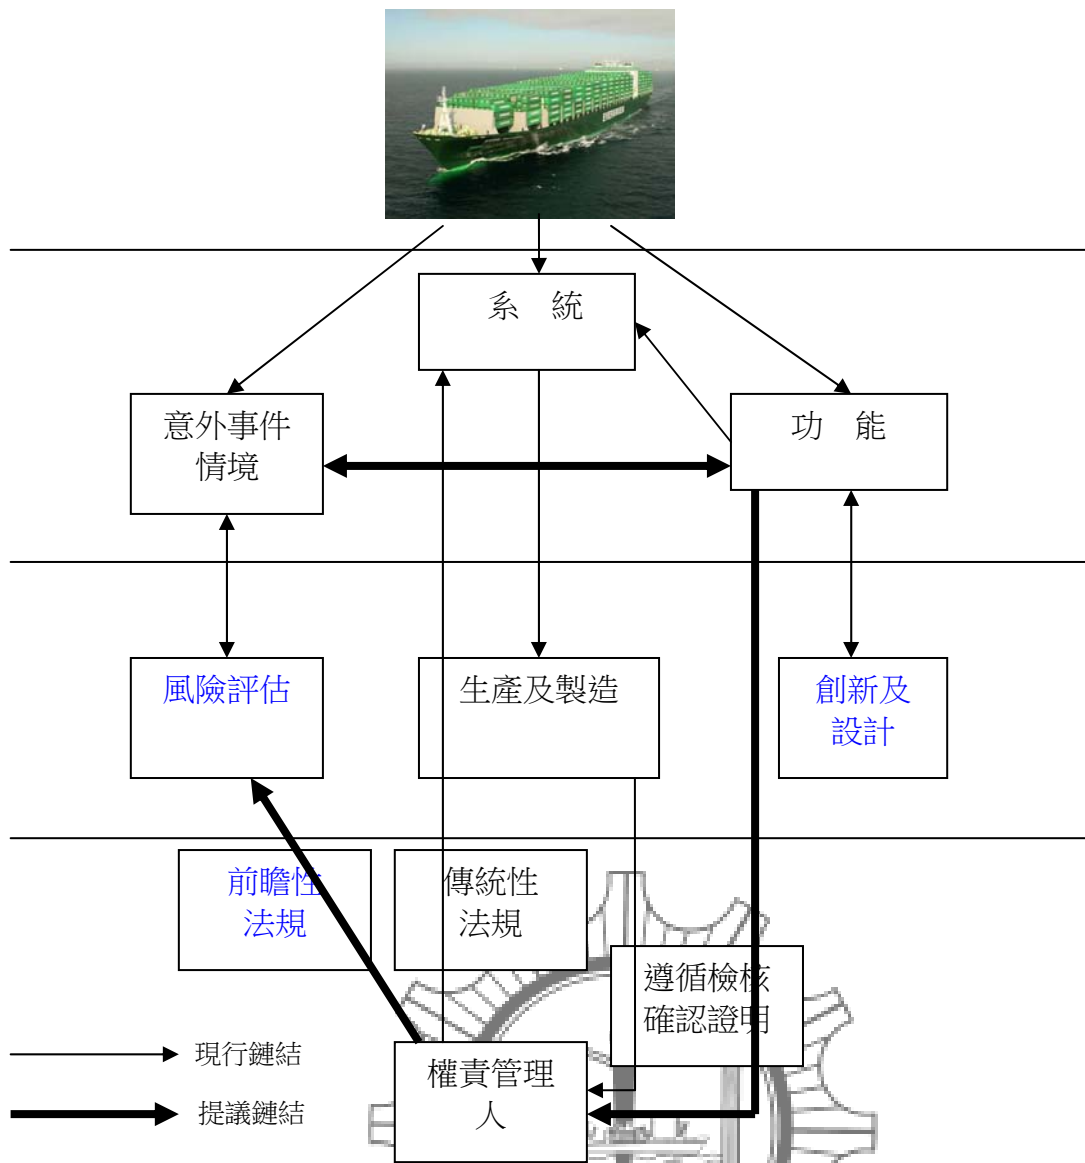 EVERGREEN
系 統
意外事件
情境
功 能
風險評估
生產及製造
創新及
設計
前瞻性
法規
傳統性
法規
遵循檢核
確認證明
現行鏈結
權責管理
人
提議鏈結